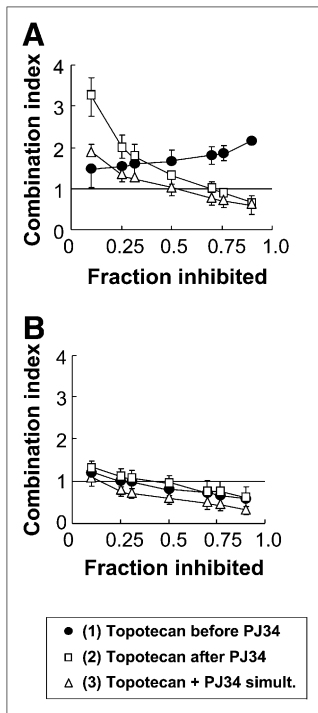 A
Combination index
4
3
2
1
0
0
0.25
0.50
0.75
1.0
Fraction inhibited
B
Combination index
4
3
2
1
0
0
0.25
0.50
0.75
1.0
Fraction inhibited
(1) Topotecan before PJ34
(2) Topotecan after PJ34
(3) Topotecan + PJ34 simult.